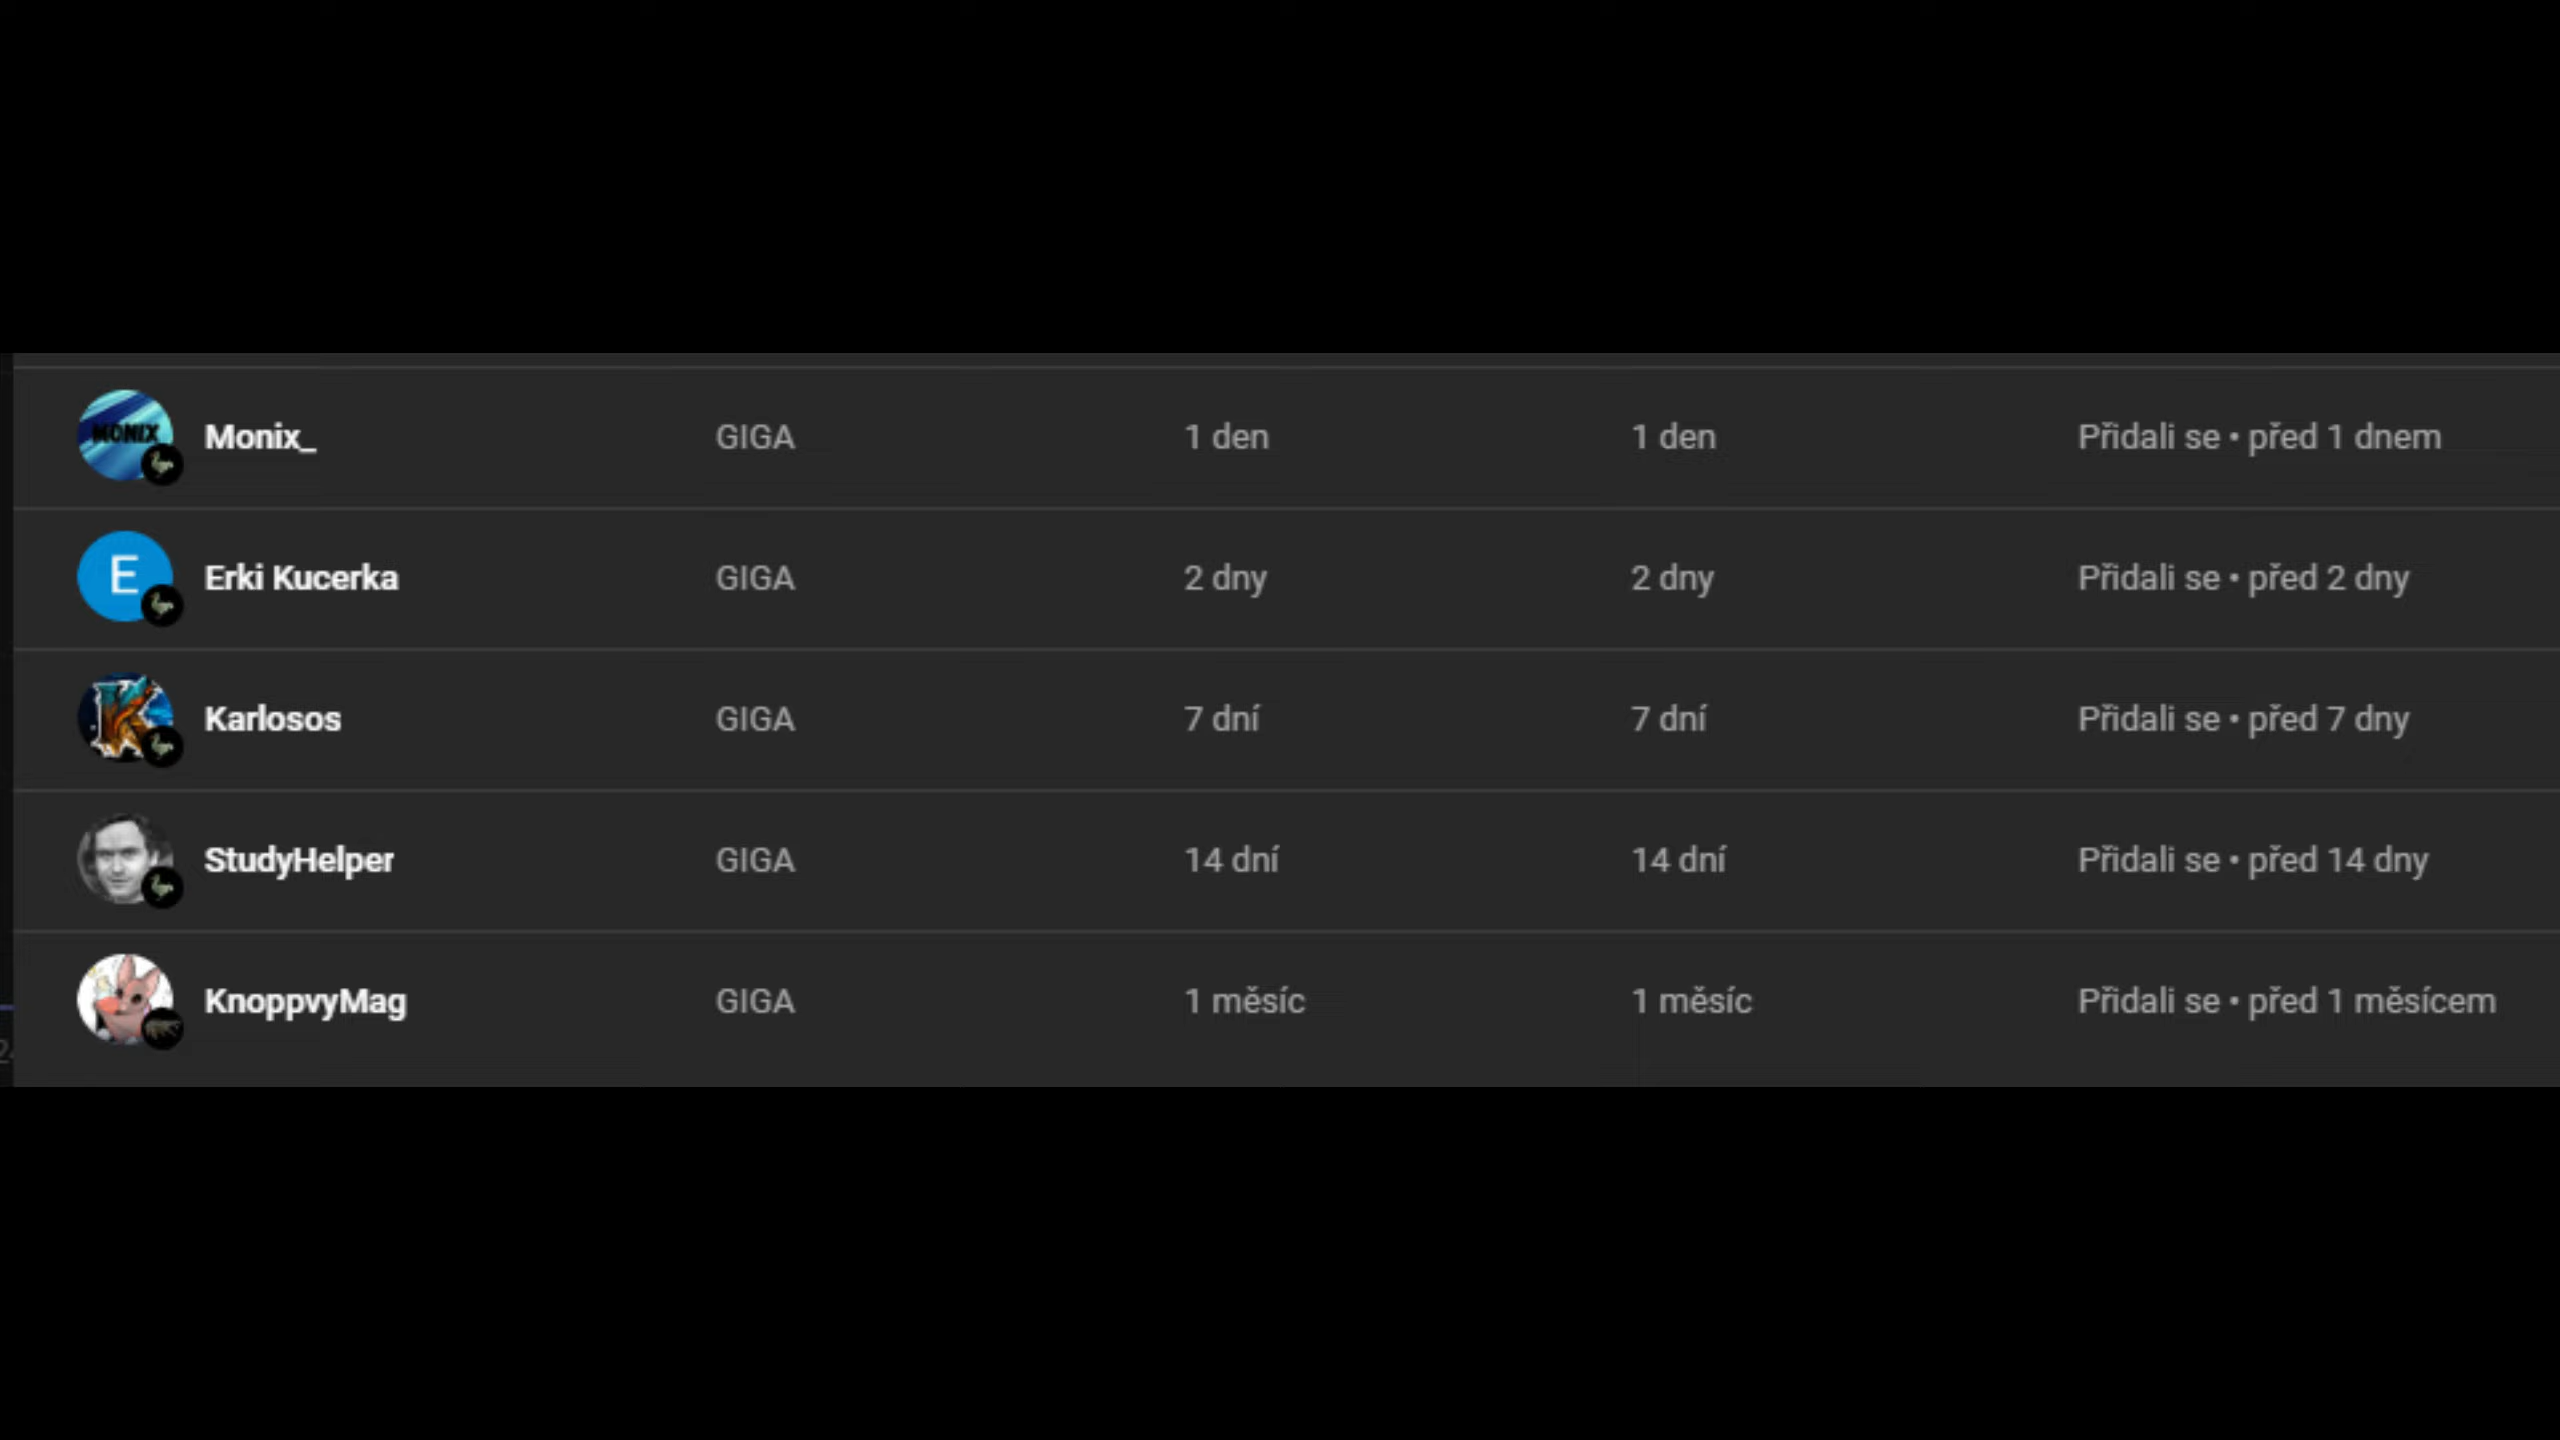 MONIX
Monix_ GIGA 1 den 1 den Přidali se • před 1 dnem
E
Erki Kucerka GIGA 2 dny 2 dny Přidali se • před 2 dny
K
Karlosos GIGA 7 dní 7 dní Přidali se • před 7 dny
StudyHelper GIGA 14 dní 14 dní Přidali se • před 14 dny
KnoppvyMag GIGA 1 měsíc 1 měsíc Přidali se • před 1 měsícem